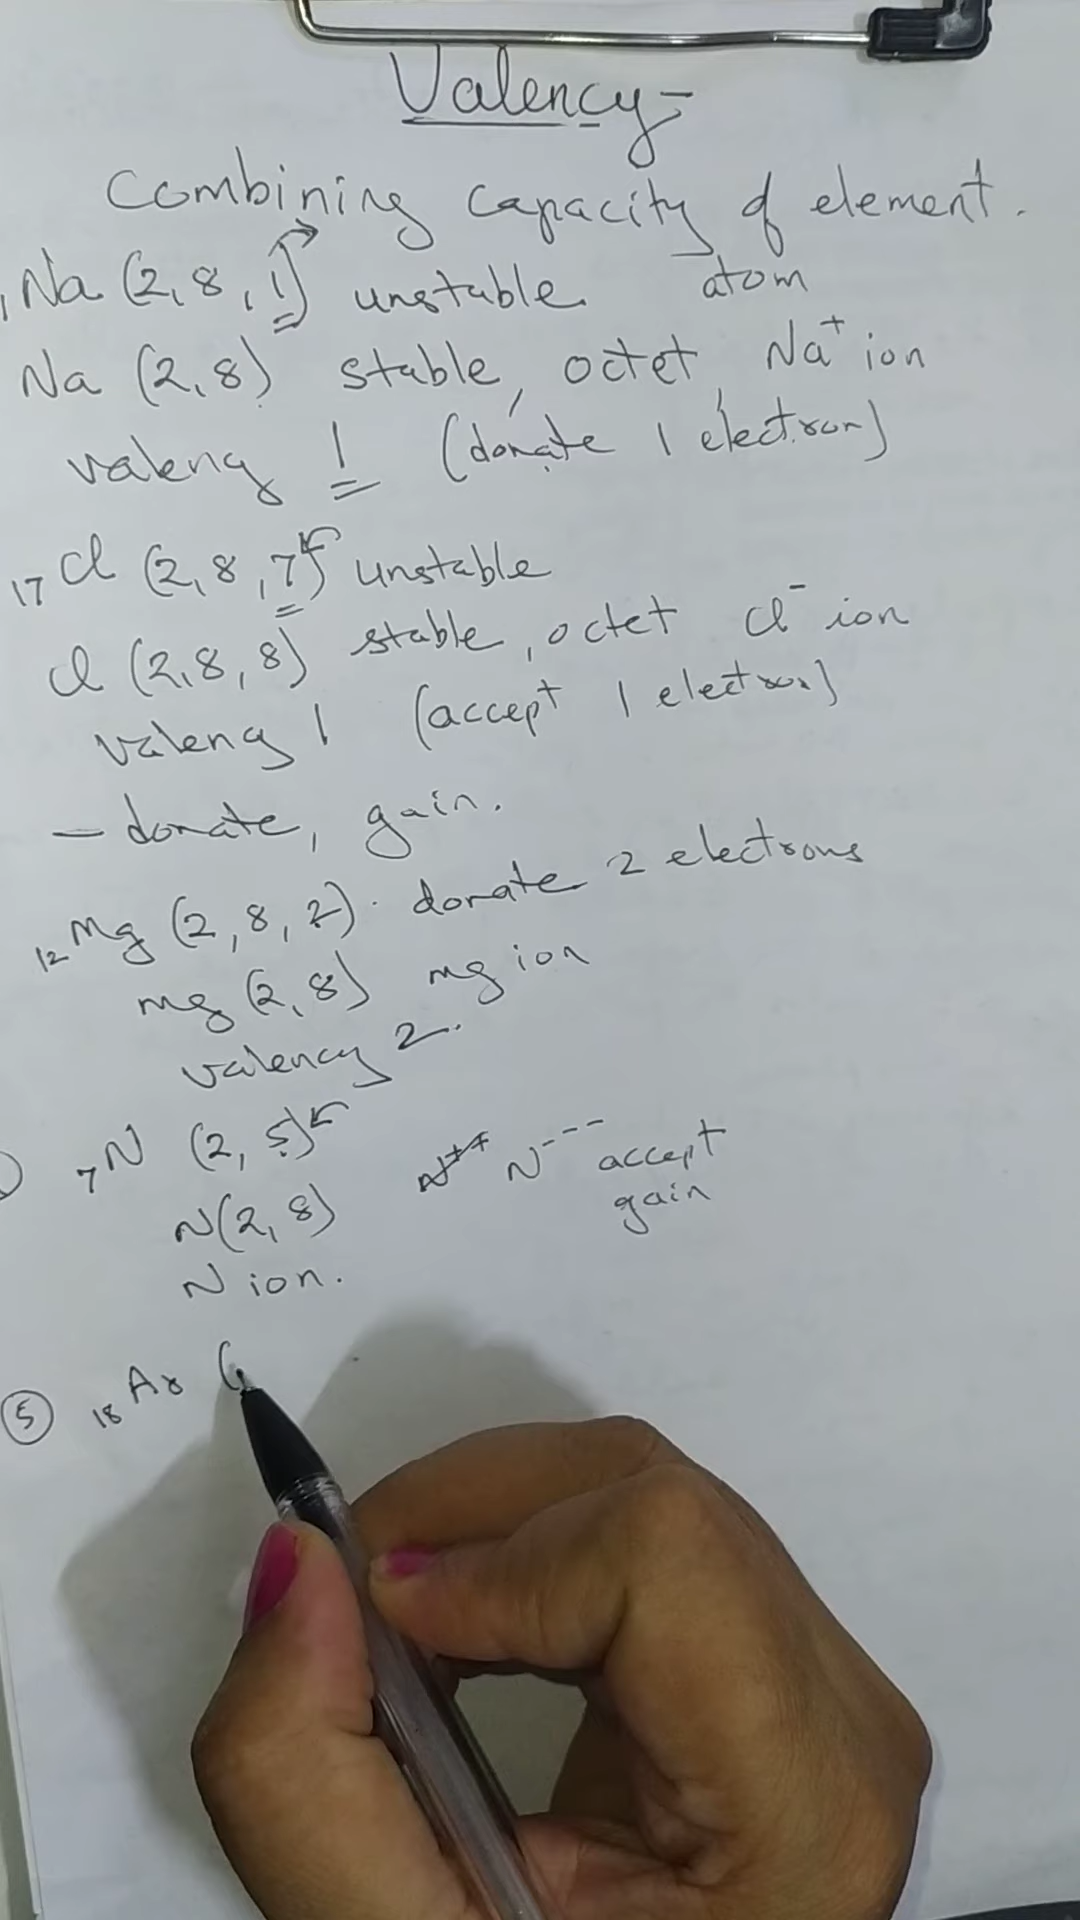 Valency-
Combining capacity of element.
Na (2,8,1) unstable atom
Na (2,8) stable, octet, Na+ ion
valency 1 (donate 1 electron)
17 Cl (2,8,7) unstable
Cl (2,8,8) stable, octet Cl- ion
valency 1 (accept 1 electron)
- donate, gain.
12 Mg (2,8,2). donate 2 electrons
mg (2,8) mg ion
valency 2.
7 N (2,5) N++ N--- accept
N(2,8) gain
N ion.
5 18 Ar (